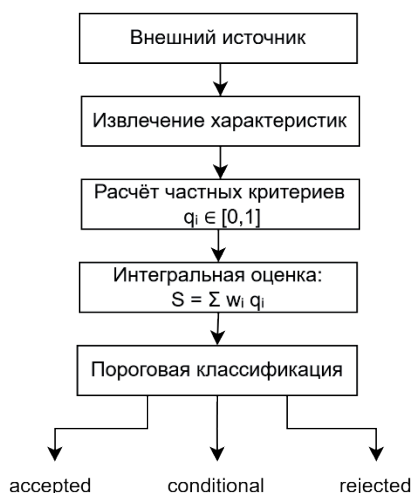 Внешний источник
Извлечение характеристик
Расчёт частных критериев
qᵢ ∈ [0,1]
Интегральная оценка:
S = Σ wᵢ qᵢ
Пороговая классификация
accepted conditional rejected